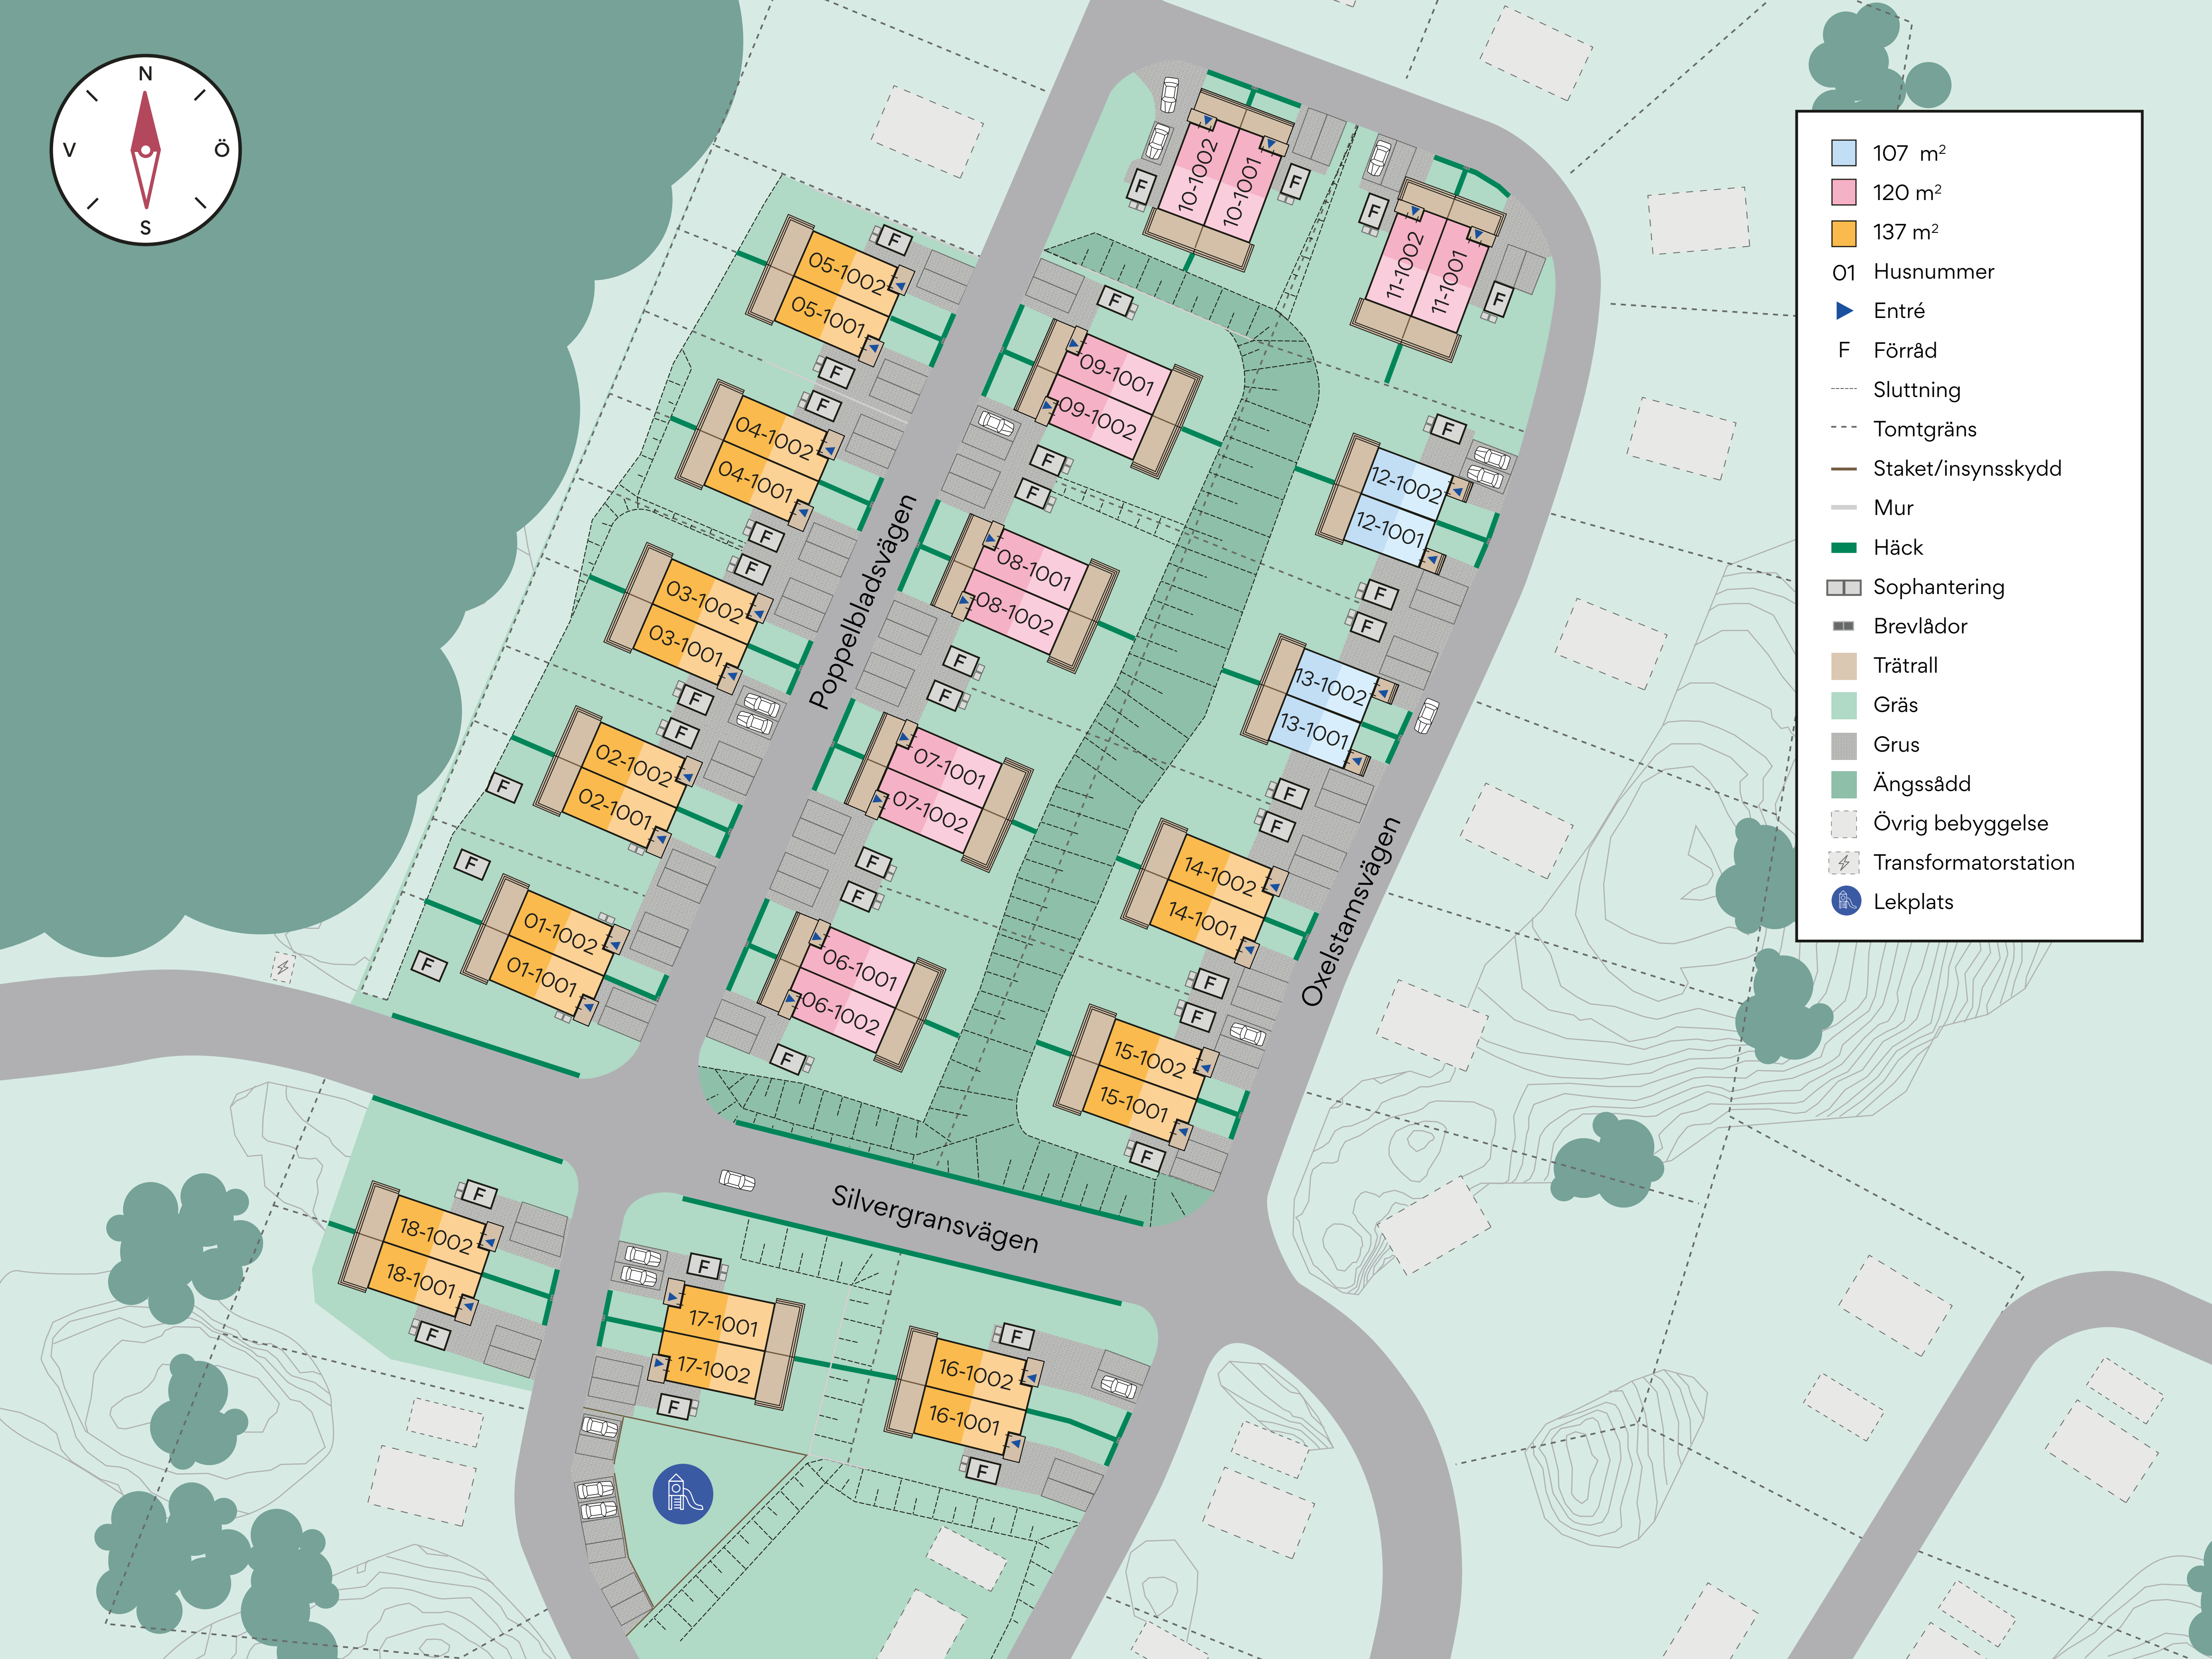 N
V
Ö
S
107 m²
120 m²
137 m²
01 Husnummer
Entré
F Förråd
Sluttning
Tomtgräns
Staket/insynsskydd
Mur
Häck
Sophantering
Brevlådor
Trätrall
Gräs
Grus
Ängssådd
Övrig bebyggelse
Transformatorstation
Lekplats
10-1002
10-1001
F
F
11-1002
11-1001
F
F
05-1002
05-1001
F
F
09-1001
09-1002
F
F
04-1002
04-1001
F
F
12-1002
12-1001
F
F
08-1001
08-1002
F
F
03-1002
03-1001
F
F
13-1002
13-1001
F
F
Poppelbladsvägen
07-1001
07-1002
F
F
02-1002
02-1001
F
F
14-1002
14-1001
F
F
Oxelstamsvägen
06-1001
06-1002
F
F
01-1002
01-1001
F
F
15-1002
15-1001
F
F
Silvergransvägen
18-1002
18-1001
F
F
17-1001
17-1002
F
F
16-1002
16-1001
F
F